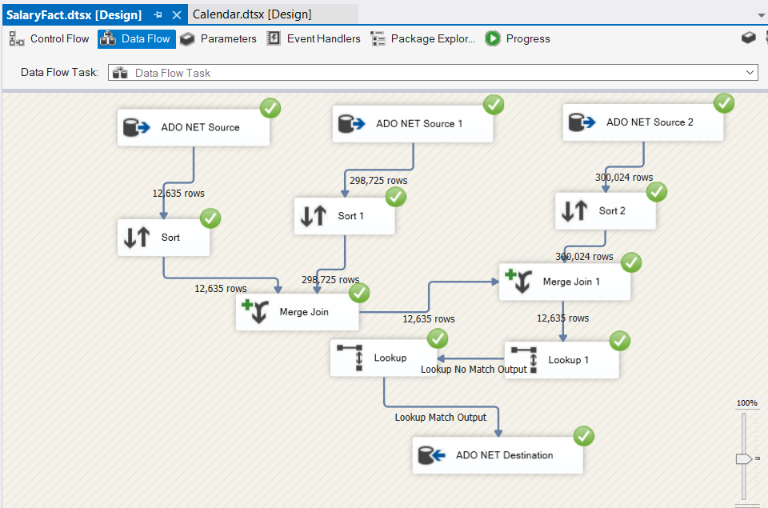 SalaryFact.dtsx [Design] Calendar.dtsx [Design]
Control Flow Data Flow Parameters Event Handlers Package Explor... Progress
Data Flow Task: Data Flow Task
ADO NET Source ADO NET Source 1 ADO NET Source 2
12,635 rows 298,725 rows 300,024 rows
Sort Sort 1 Sort 2
12,635 rows 298,725 rows 300,024 rows
Merge Join Merge Join 1
12,635 rows 12,635 rows
Lookup Lookup No Match Output Lookup 1
Lookup Match Output
100%
ADO NET Destination